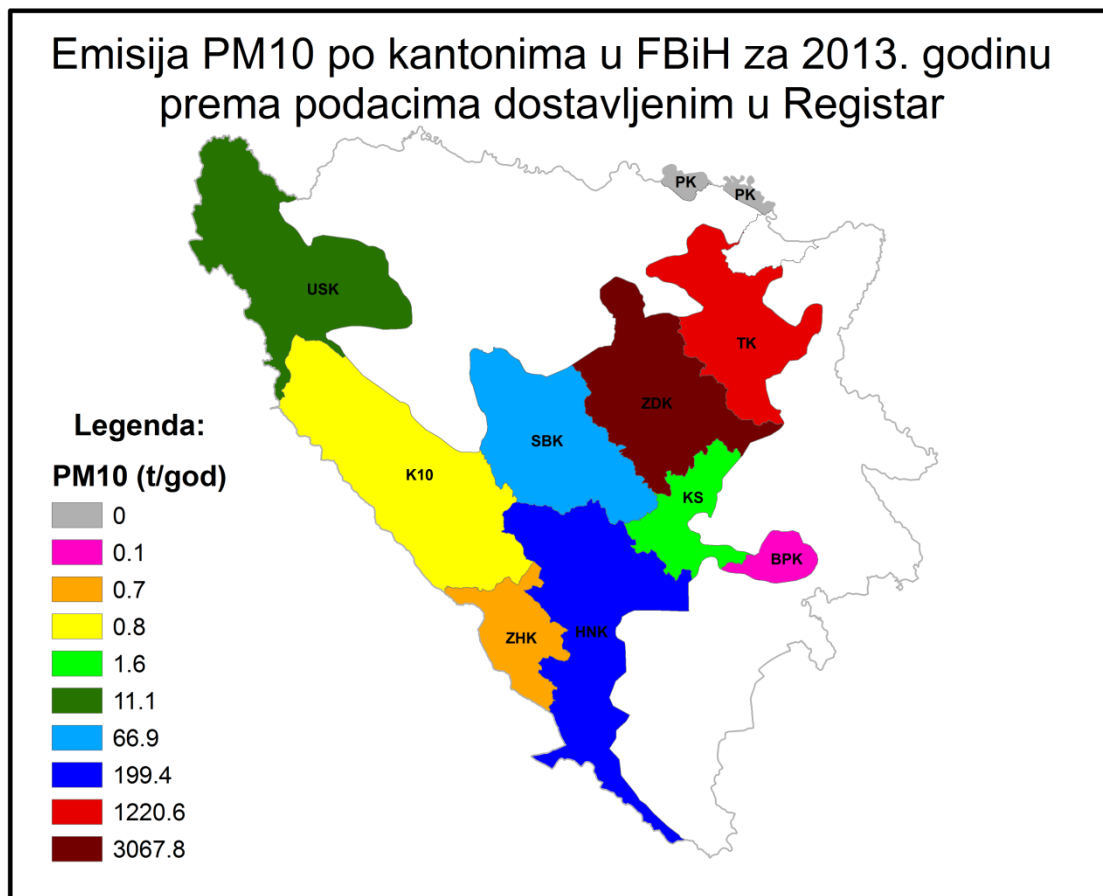 Emisija PM10 po kantonima u FBiH za 2013. godinu
prema podacima dostavljenim u Registar
PK
PK
USK
TK
ZDK
SBK
K10
KS
BPK
ZHK
HNK
Legenda:
PM10 (t/god)
0
0.1
0.7
0.8
1.6
11.1
66.9
199.4
1220.6
3067.8